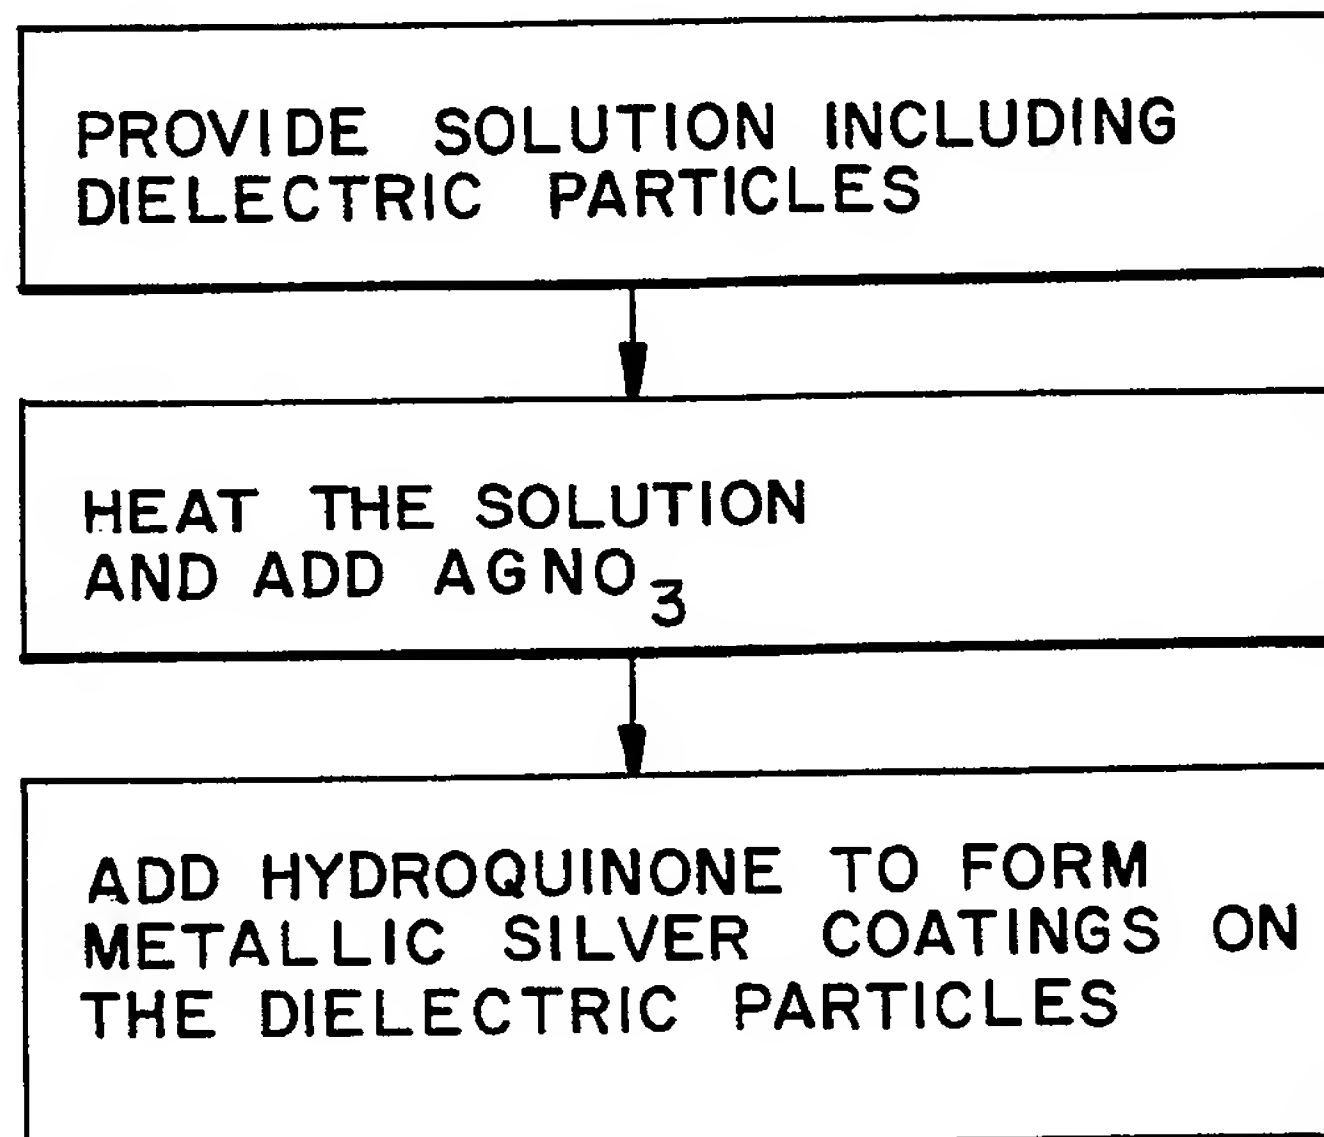 PROVIDE SOLUTION INCLUDING
DIELECTRIC PARTICLES
HEAT THE SOLUTION
AND ADD AGNO₃
ADD HYDROQUINONE TO FORM
METALLIC SILVER COATINGS ON
THE DIELECTRIC PARTICLES